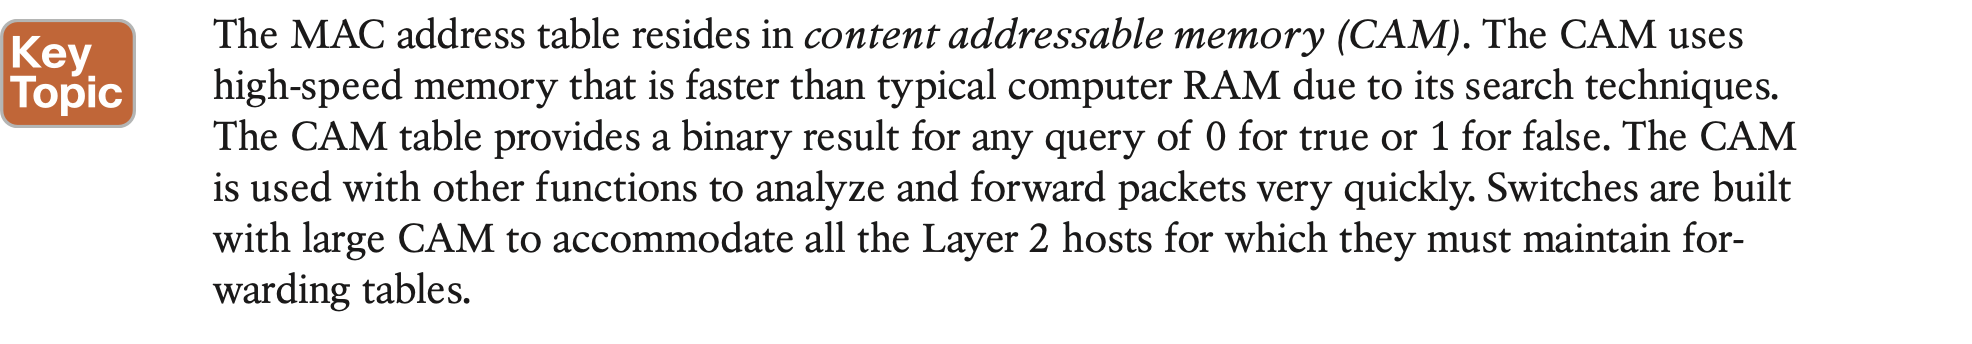 Key
Topic
The MAC address table resides in content addressable memory (CAM). The CAM uses
high-speed memory that is faster than typical computer RAM due to its search techniques.
The CAM table provides a binary result for any query of 0 for true or 1 for false. The CAM
is used with other functions to analyze and forward packets very quickly. Switches are built
with large CAM to accommodate all the Layer 2 hosts for which they must maintain for-
warding tables.